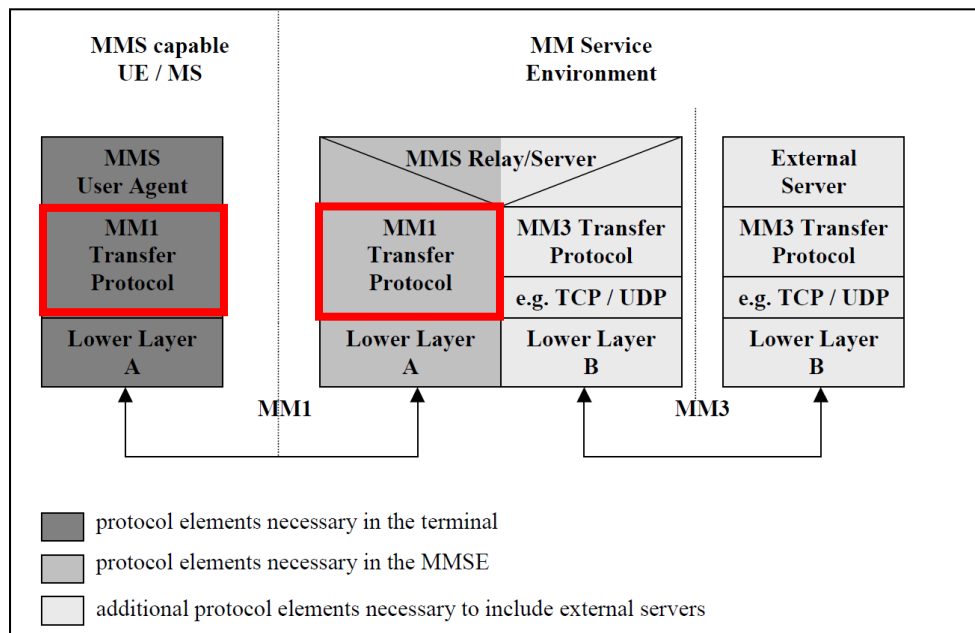 MMS capable
UE / MS
MM Service
Environment
MMS
User Agent
MM1
Transfer
Protocol
Lower Layer
A
MMS Relay/Server
MM1
Transfer
Protocol
Lower Layer
A
MM3 Transfer
Protocol
e.g. TCP / UDP
Lower Layer
B
External
Server
MM3 Transfer
Protocol
e.g. TCP / UDP
Lower Layer
B
MM1
MM3
protocol elements necessary in the terminal
protocol elements necessary in the MMSE
additional protocol elements necessary to include external servers